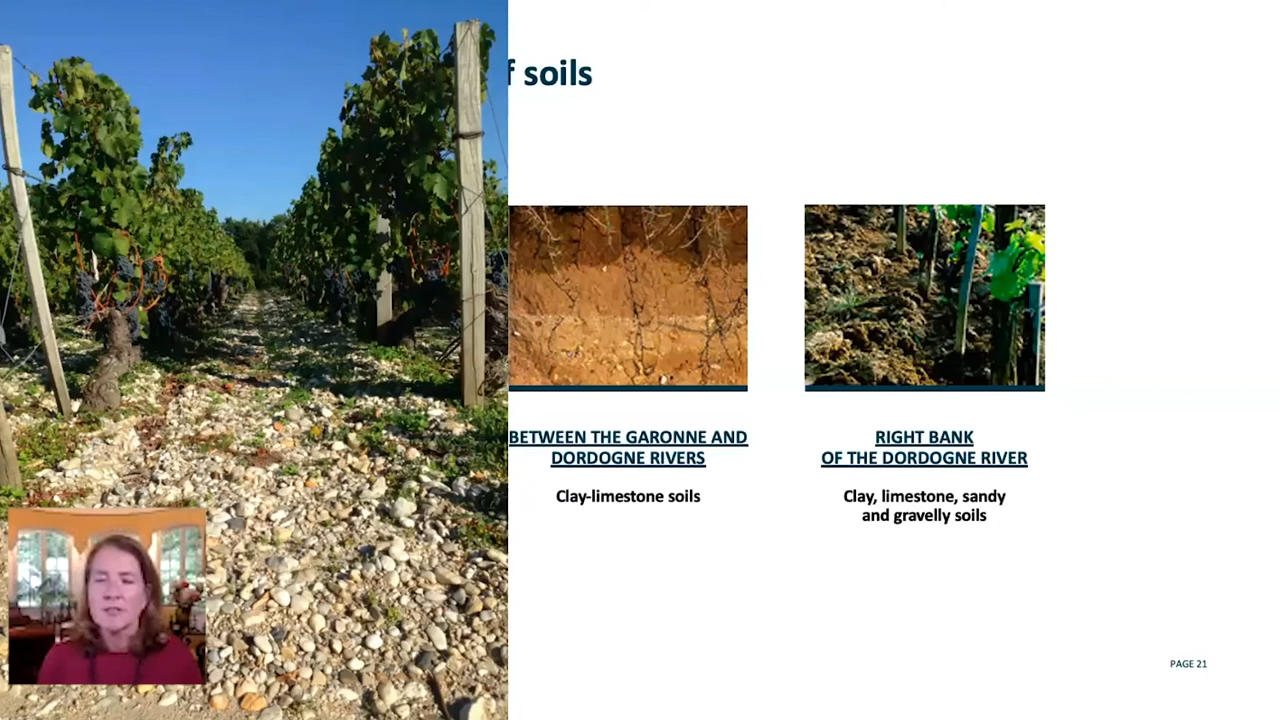 f soils
BETWEEN THE GARONNE AND
DORDOGNE RIVERS
Clay-limestone soils
RIGHT BANK
OF THE DORDOGNE RIVER
Clay, limestone, sandy
and gravelly soils
PAGE 21